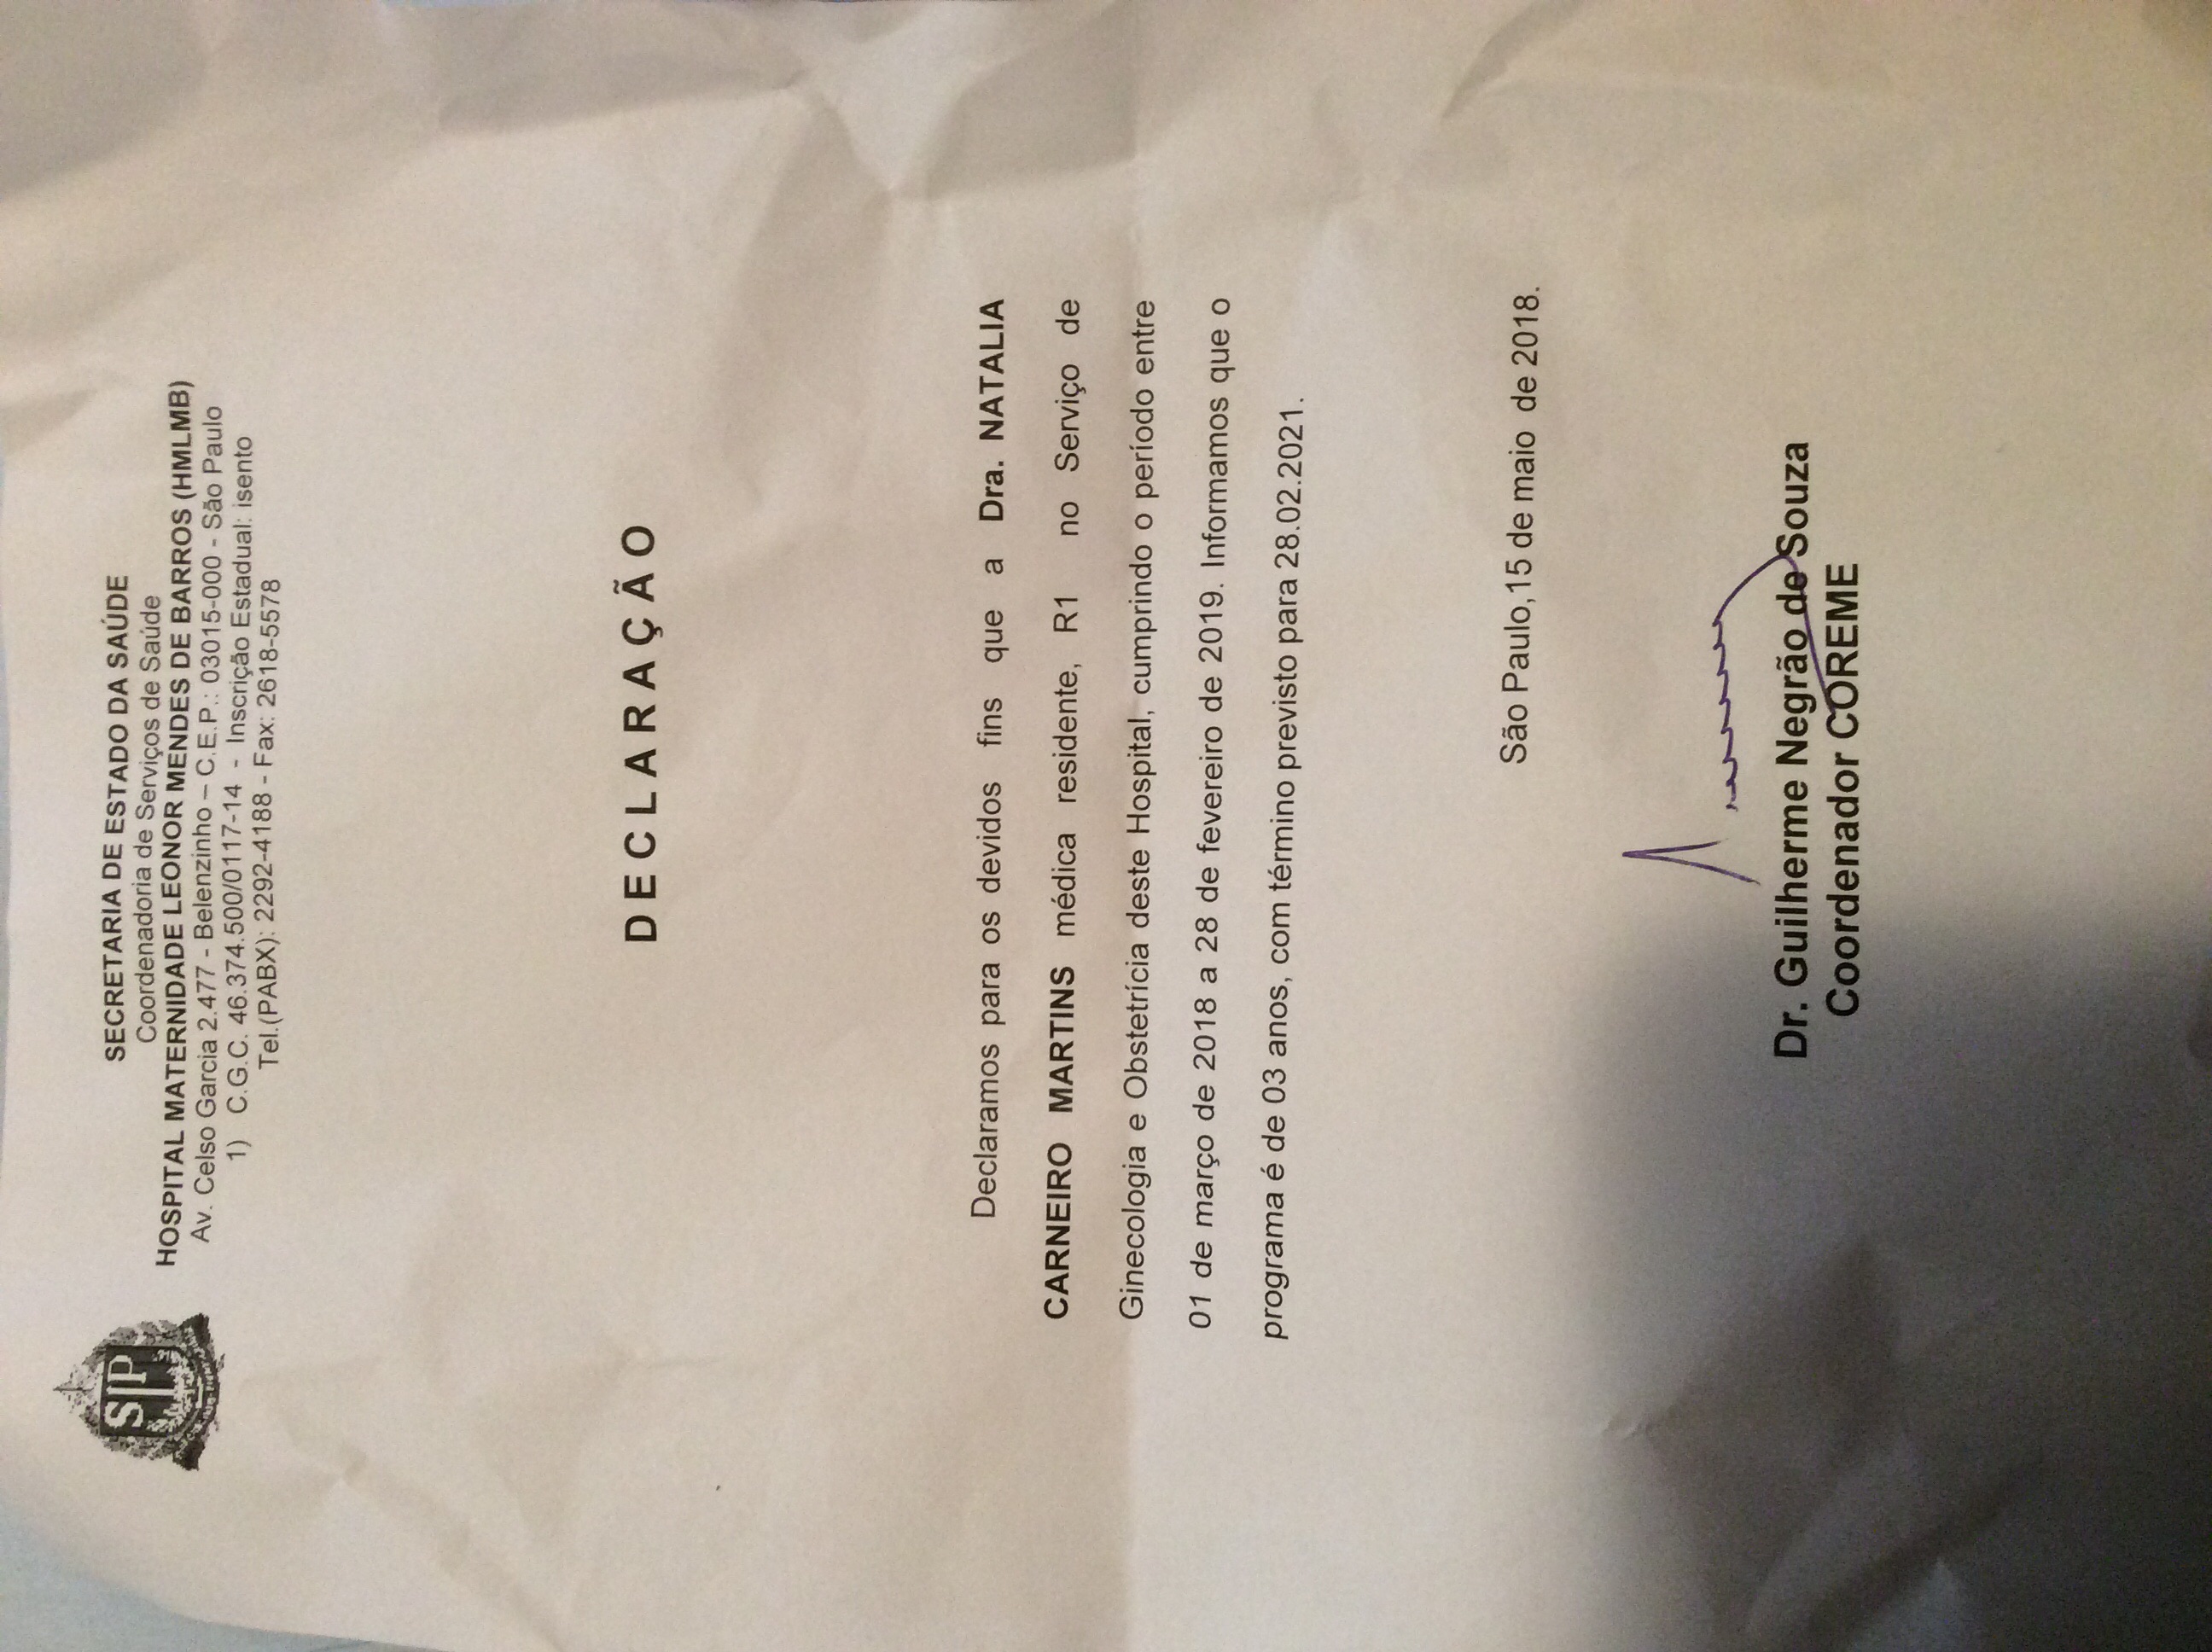 SP
SECRETARIA DE ESTADO DA SAÚDE
Coordenadoria de Serviços de Saúde
HOSPITAL MATERNIDADE LEONOR MENDES DE BARROS (HMLMB)
Av. Celso Garcia 2.477 - Belenzinho – C.E.P.: 03015-000 - São Paulo
1) C.G.C. 46.374.500/0117-14 - Inscrição Estadual: isento
Tel.(PABX): 2292-4188 - Fax: 2618-5578
DECLARAÇÃO
Declaramos para os devidos fins que a Dra. NATALIA
CARNEIRO MARTINS médica residente, R1 no Serviço de
Ginecologia e Obstetrícia deste Hospital, cumprindo o período entre
01 de março de 2018 a 28 de fevereiro de 2019. Informamos que o
programa é de 03 anos, com término previsto para 28.02.2021.
São Paulo,15 de maio de 2018.
Dr. Guilherme Negrão de Souza
Coordenador COREME